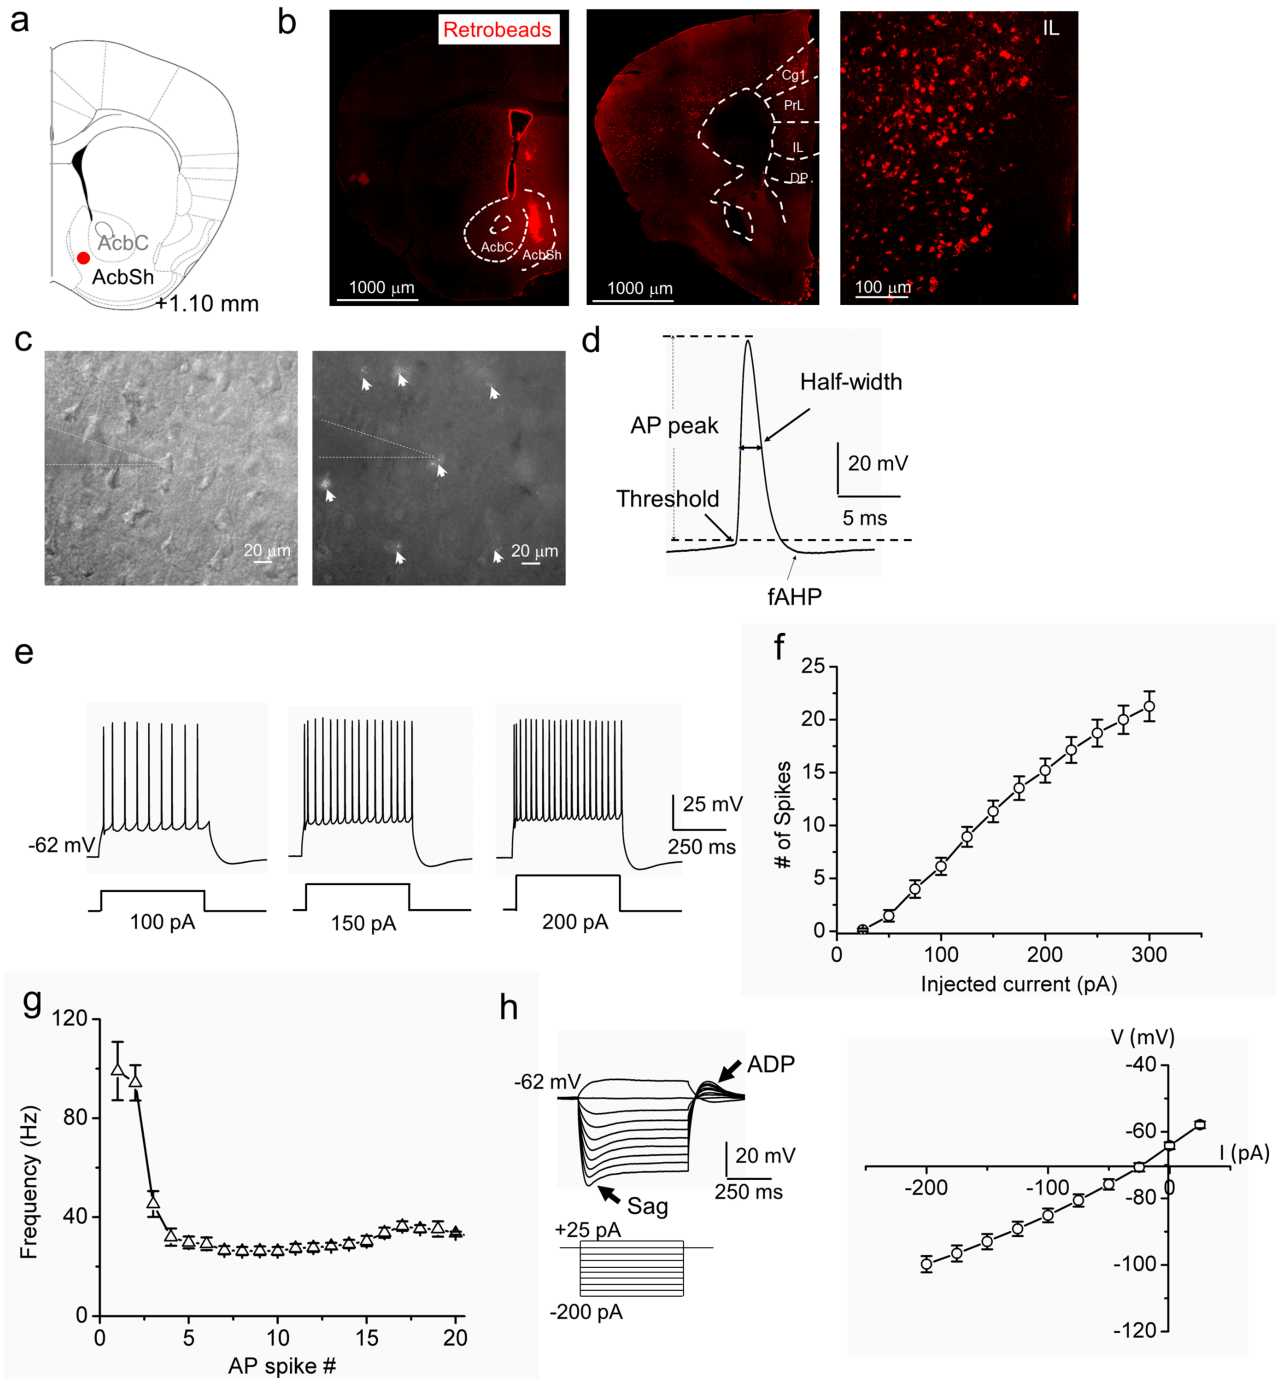 a
AcbC
AcbSh
+1.10 mm
b
Retrobeads
AcbC
AcbSh
1000 μm
Cg1
PrL
IL
DP
1000 μm
IL
100 μm
c
20 μm
20 μm
d
AP peak
Half-width
Threshold
20 mV
5 ms
fAHP
e
-62 mV
100 pA
150 pA
200 pA
25 mV
250 ms
f
# of Spikes
25
20
15
10
5
0
0
100
200
300
Injected current (pA)
g
Frequency (Hz)
120
80
40
0
0
5
10
15
20
AP spike #
h
-62 mV
ADP
Sag
20 mV
250 ms
+25 pA
-200 pA
V (mV)
-40
-60
I (pA)
-200
-100
0
-80
-100
-120